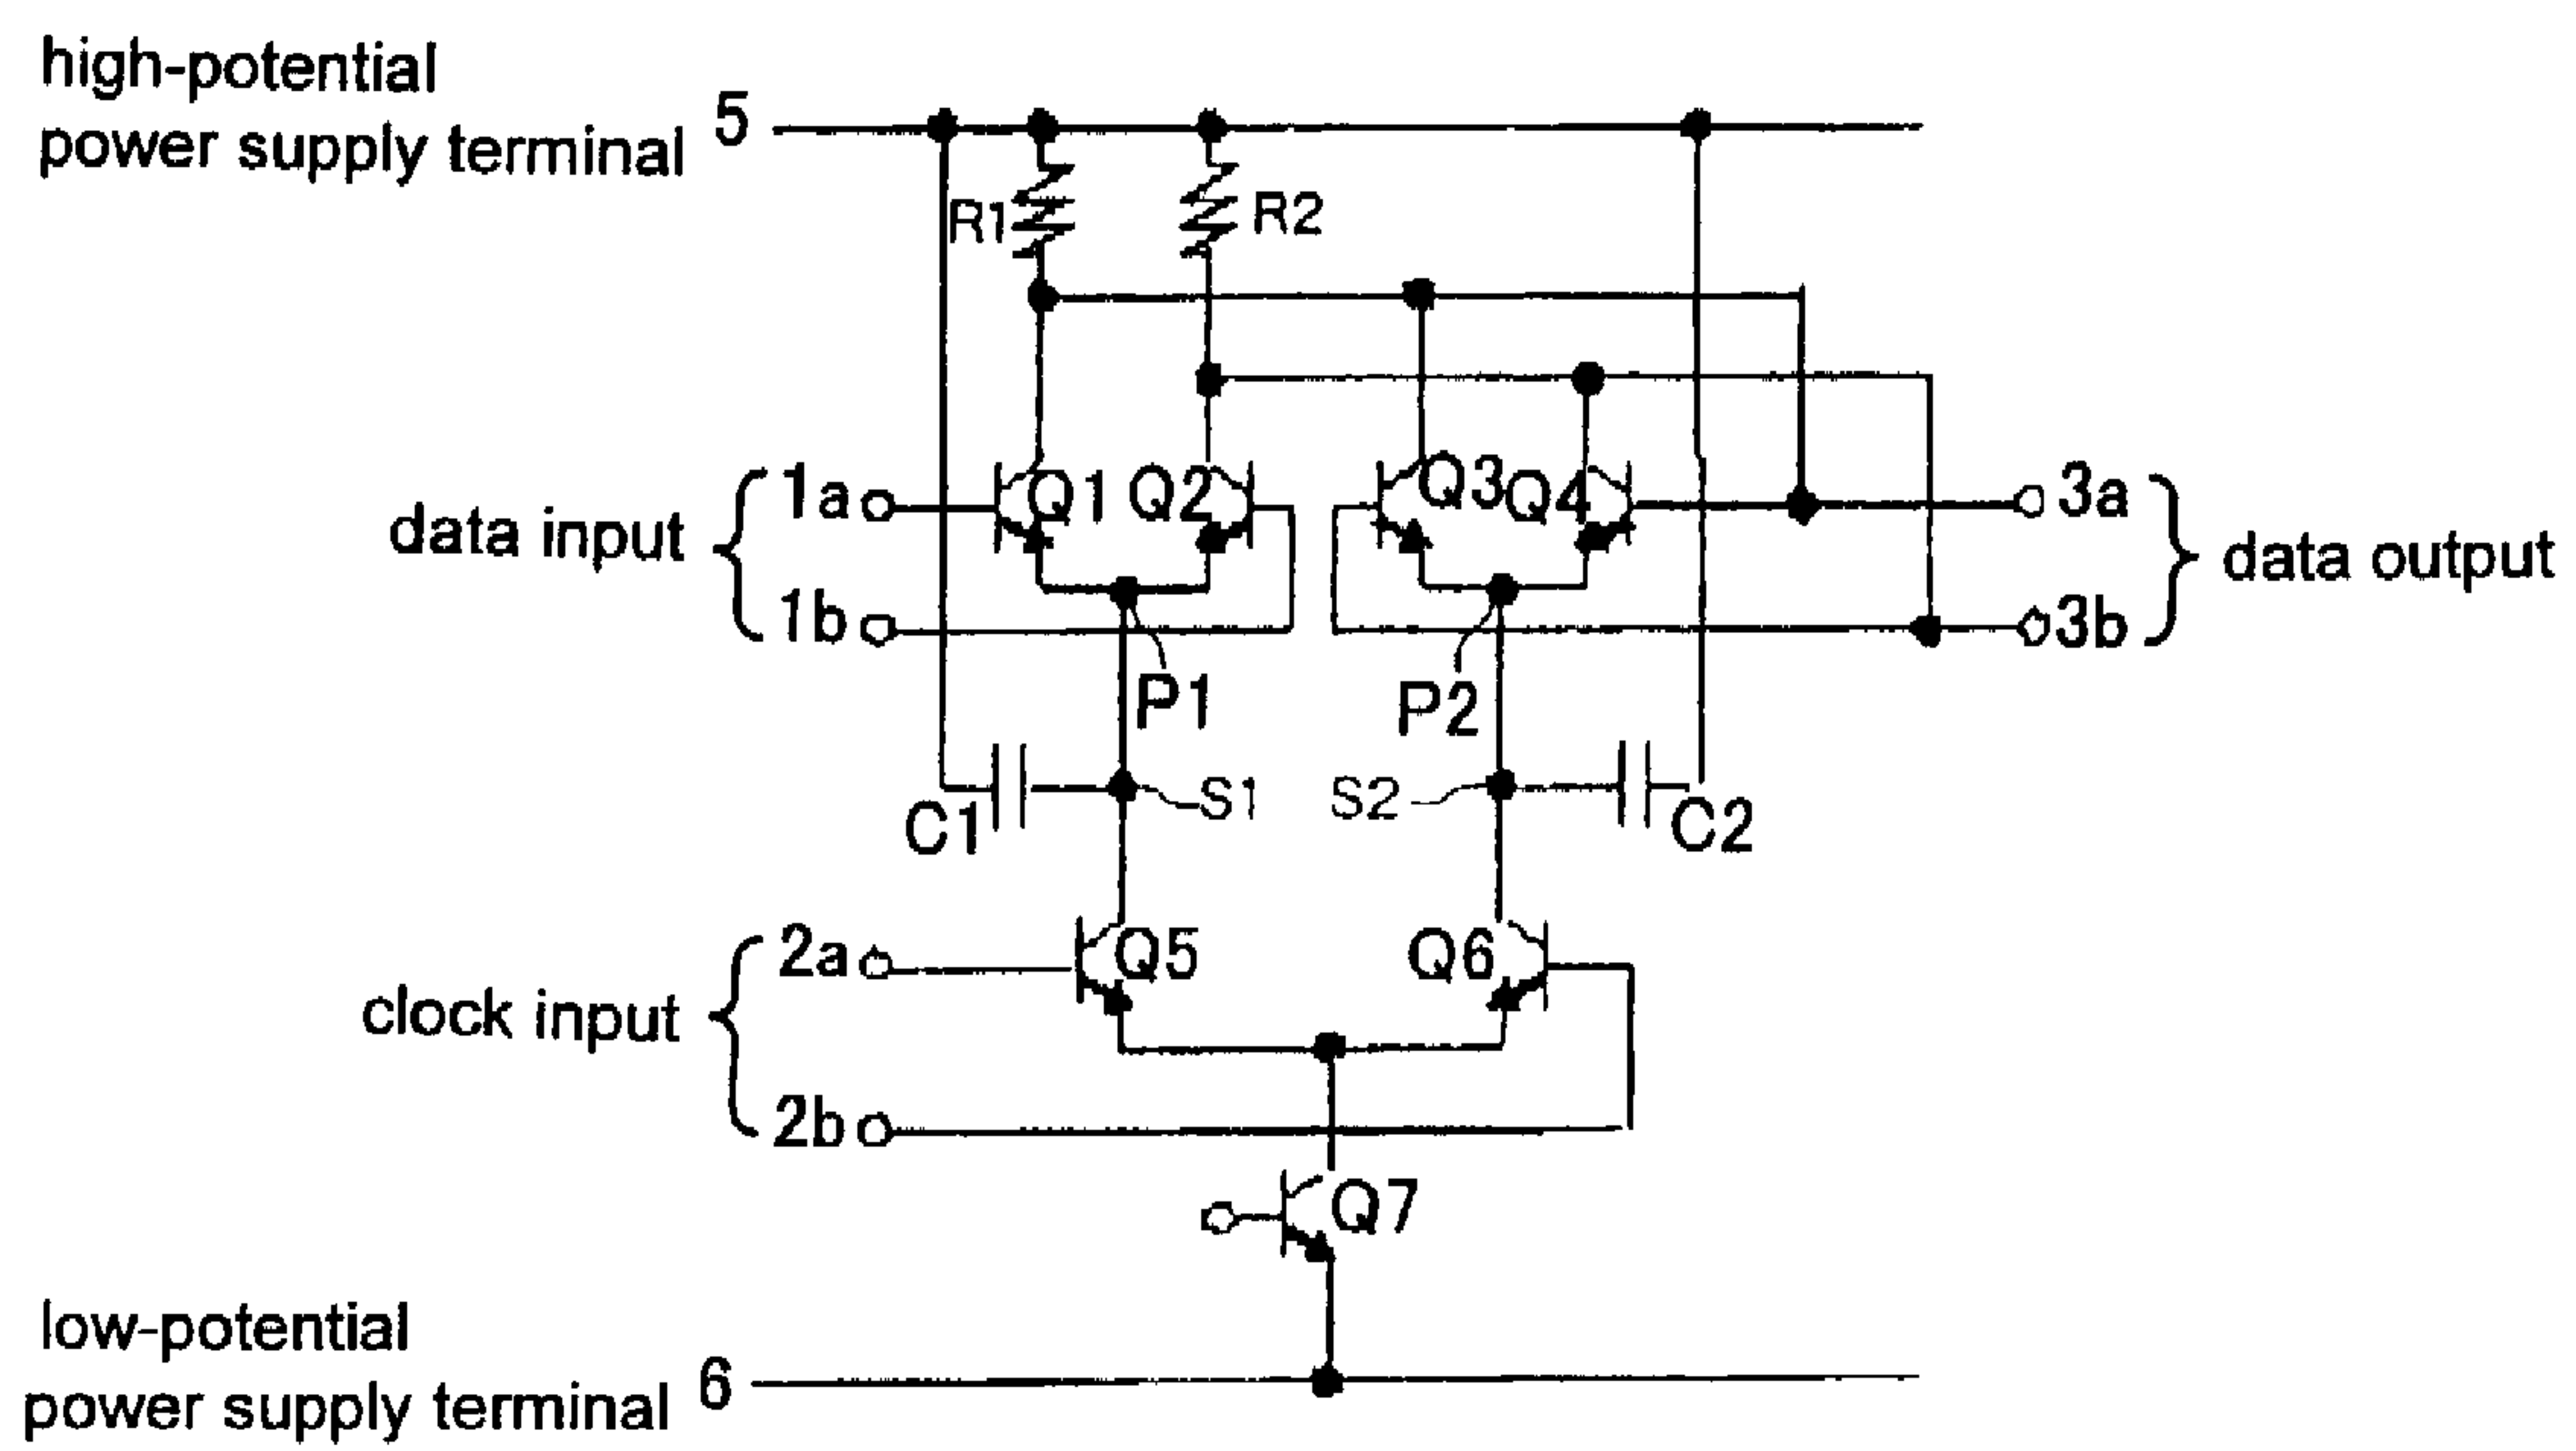 high-potential
power supply terminal 5
R1
R2
data input
1a
1b
Q1
Q2
Q3
Q4
3a
3b
data output
P1
P2
C1
S1
S2
C2
clock input
2a
2b
Q5
Q6
Q7
low-potential
power supply terminal 6